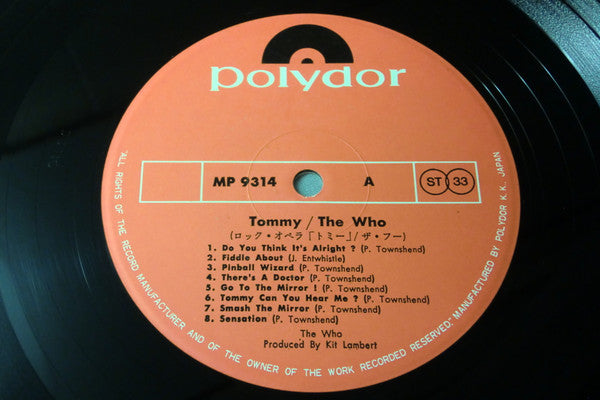 polydor
MP 9314 A ST 33
Tommy / The Who
(ロック・オペラ「トミー」/ザ・フー)
1. Do You Think It's Alright ? (P. Townshend)
2. Fiddle About (J. Entwhistle)
3. Pinball Wizard (P. Townshend)
4. There's A Doctor (P. Townshend)
5. Go To The Mirror ! (P. Townshend)
6. Tommy Can You Hear Me ? (P. Townshend)
7. Smash The Mirror (P. Townshend)
8. Sensation (P. Townshend)
The Who
Produced By Kit Lambert
"ALL RIGHTS OF THE RECORD MANUFACTURER AND OF THE OWNER OF THE WORK RECORDED RESERVED" MANUFACTURED BY POLYDOR K. K. JAPAN